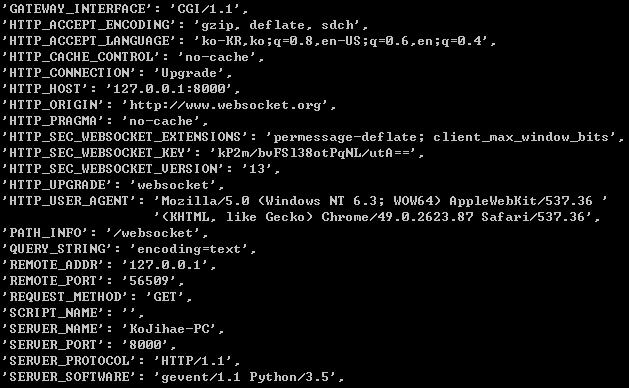 'GATEWAY_INTERFACE': 'CGI/1.1',
'HTTP_ACCEPT_ENCODING': 'gzip, deflate, sdch',
'HTTP_ACCEPT_LANGUAGE': 'ko-KR,ko;q=0.8,en-US;q=0.6,en;q=0.4',
'HTTP_CACHE_CONTROL': 'no-cache',
'HTTP_CONNECTION': 'Upgrade',
'HTTP_HOST': '127.0.0.1:8000',
'HTTP_ORIGIN': 'http://www.websocket.org',
'HTTP_PRAGMA': 'no-cache',
'HTTP_SEC_WEBSOCKET_EXTENSIONS': 'permessage-deflate; client_max_window_bits',
'HTTP_SEC_WEBSOCKET_KEY': 'kP2m/bvFS138otPqNL/utA==',
'HTTP_SEC_WEBSOCKET_VERSION': '13',
'HTTP_UPGRADE': 'websocket',
'HTTP_USER_AGENT': 'Mozilla/5.0 (Windows NT 6.3; WOW64) AppleWebKit/537.36 '
'(KHTML, like Gecko) Chrome/49.0.2623.87 Safari/537.36',
'PATH_INFO': '/websocket',
'QUERY_STRING': 'encoding=text',
'REMOTE_ADDR': '127.0.0.1',
'REMOTE_PORT': '56509',
'REQUEST_METHOD': 'GET',
'SCRIPT_NAME': '',
'SERVER_NAME': 'KoJihae-PC',
'SERVER_PORT': '8000',
'SERVER_PROTOCOL': 'HTTP/1.1',
'SERVER_SOFTWARE': 'gevent/1.1 Python/3.5',